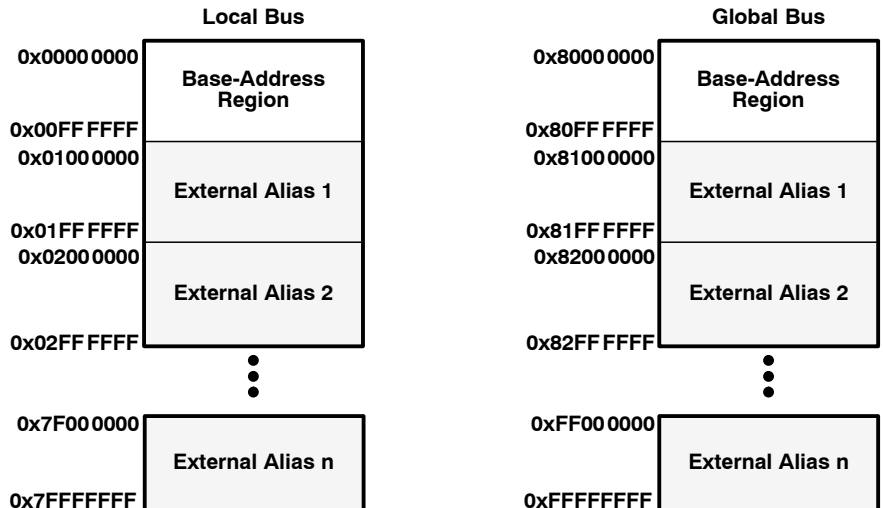 Local Bus
0x0000 0000
Base-Address
Region
0x00FF FFFF
0x0100 0000
External Alias 1
0x01FF FFFF
0x0200 0000
External Alias 2
0x02FF FFFF
0x7F00 0000
External Alias n
0x7FFFFFFF
Global Bus
0x8000 0000
Base-Address
Region
0x80FF FFFF
0x8100 0000
External Alias 1
0x81FF FFFF
0x8200 0000
External Alias 2
0x82FF FFFF
0xFF00 0000
External Alias n
0xFFFFFFFF